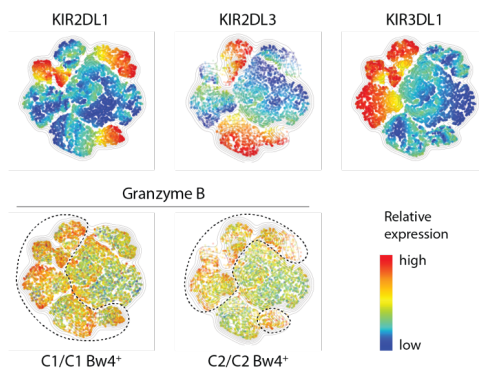 KIR2DL1
KIR2DL3
KIR3DL1
Granzyme B
Relative
expression
high
low
C1/C1 Bw4⁺
C2/C2 Bw4⁺